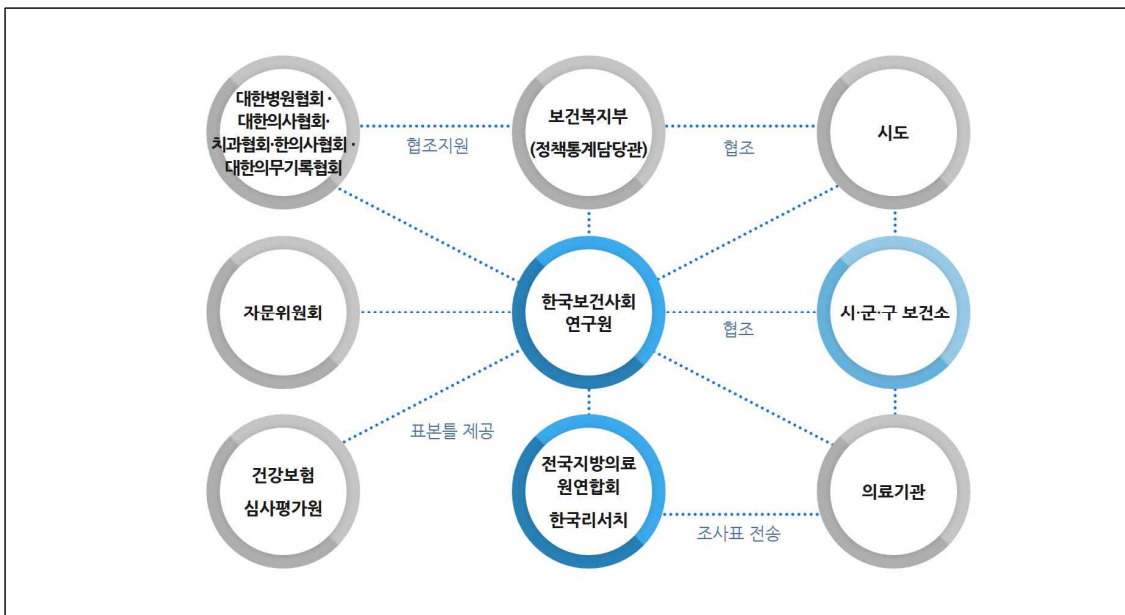 대한병원협회 ·
대한의사협회·
치과협회·한의사협회 ·
대한의무기록협회
협조지원
보건복지부
(정책통계담당관)
협조
시도
자문위원회
한국보건사회
연구원
협조
시·군·구 보건소
표본틀 제공
건강보험
심사평가원
전국지방의료
원연합회
한국리서치
조사표 전송
의료기관